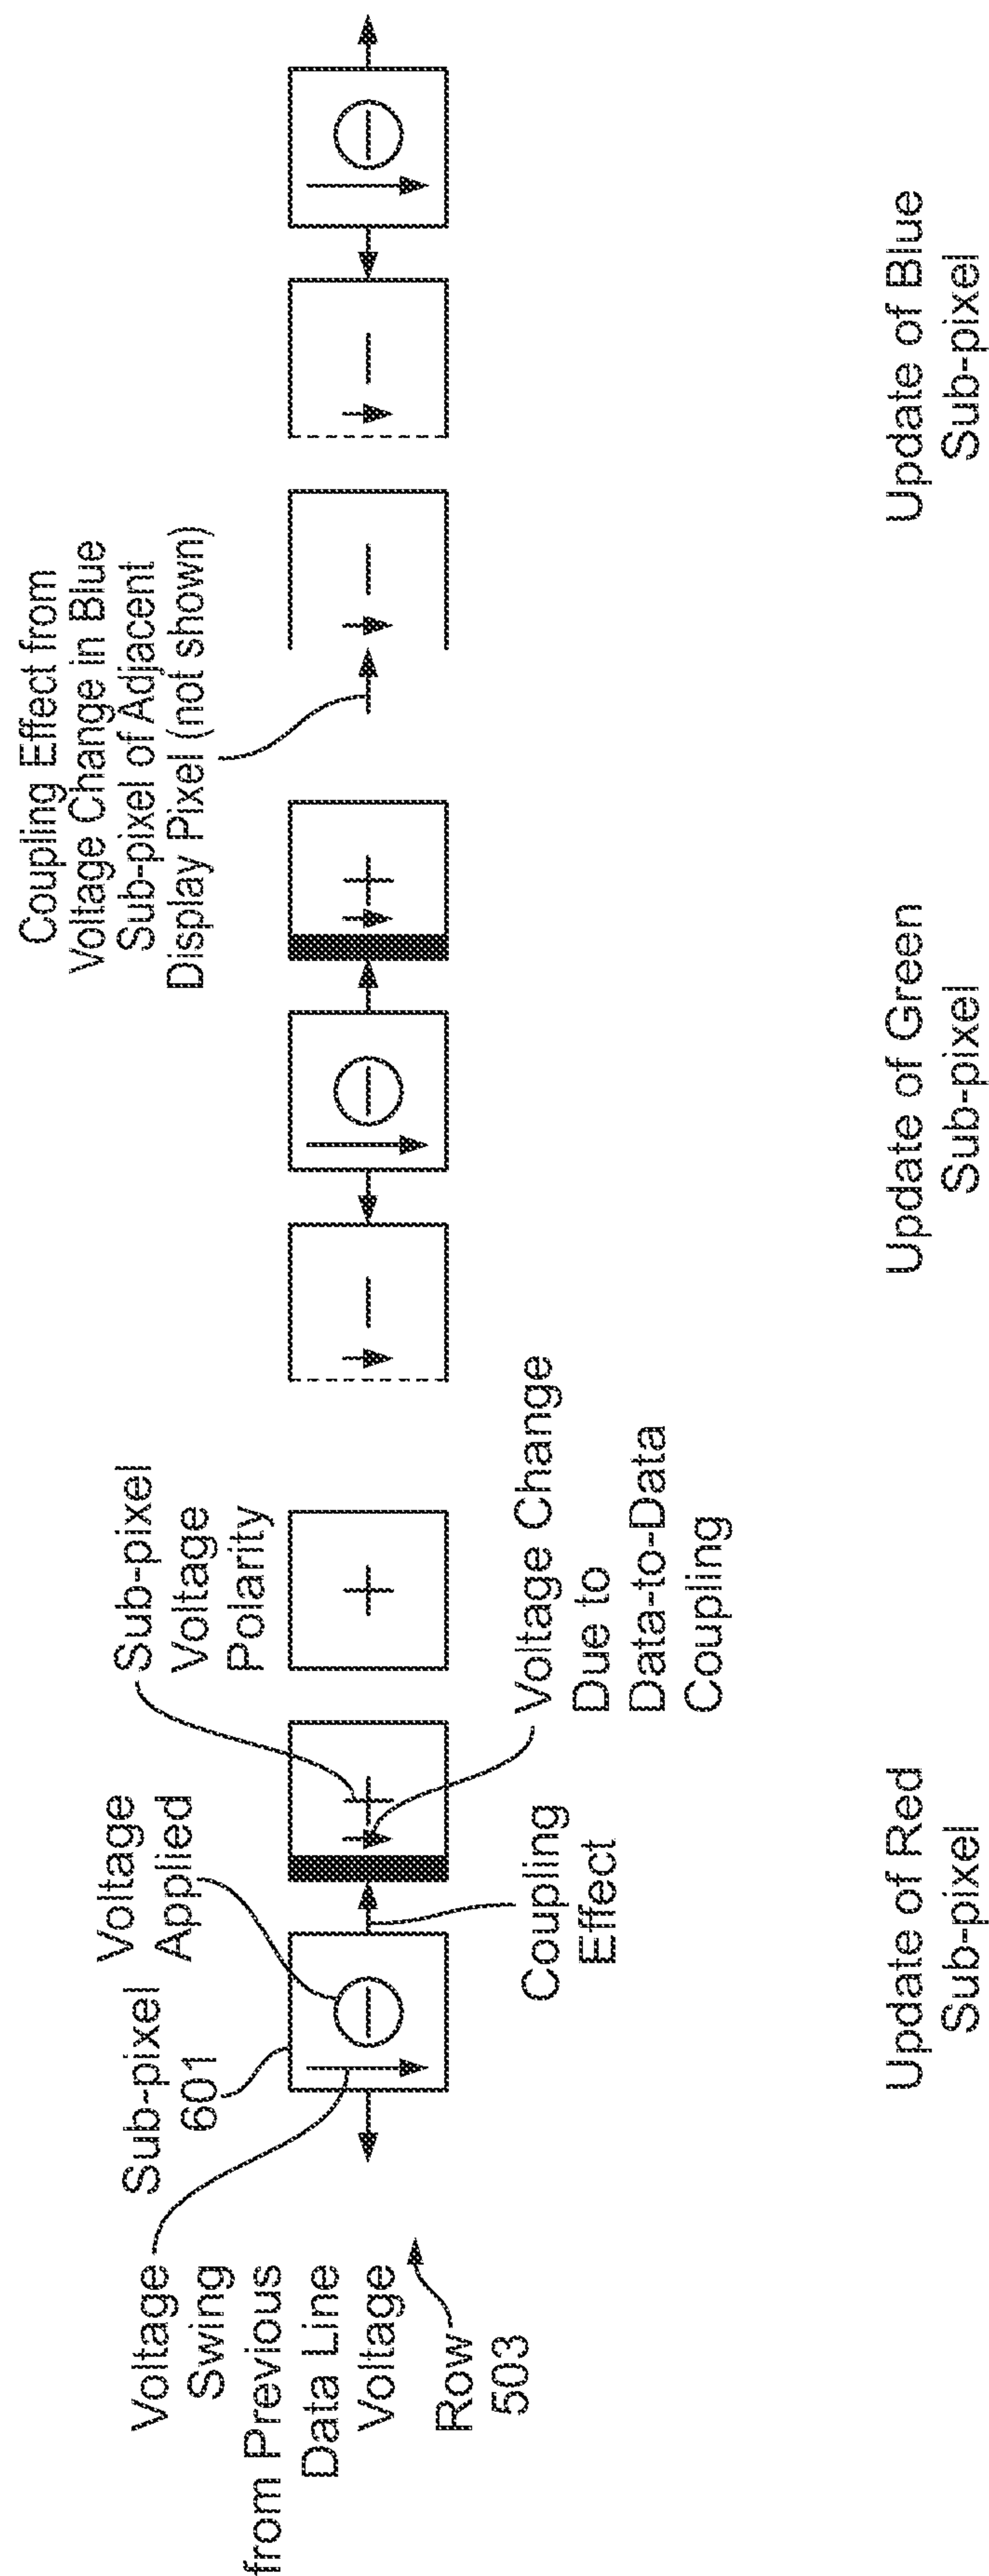 Voltage
Swing
from Previous
Data Line
Voltage
Row
503
Sub-pixel
601
Voltage
Applied
Sub-pixel
Voltage
Polarity
Coupling
Effect
Voltage Change
Due to
Data-to-Data
Coupling
Coupling Effect from
Voltage Change in Blue
Sub-pixel of Adjacent
Display Pixel (not shown)
Update of Red
Sub-pixel
Update of Green
Sub-pixel
Update of Blue
Sub-pixel